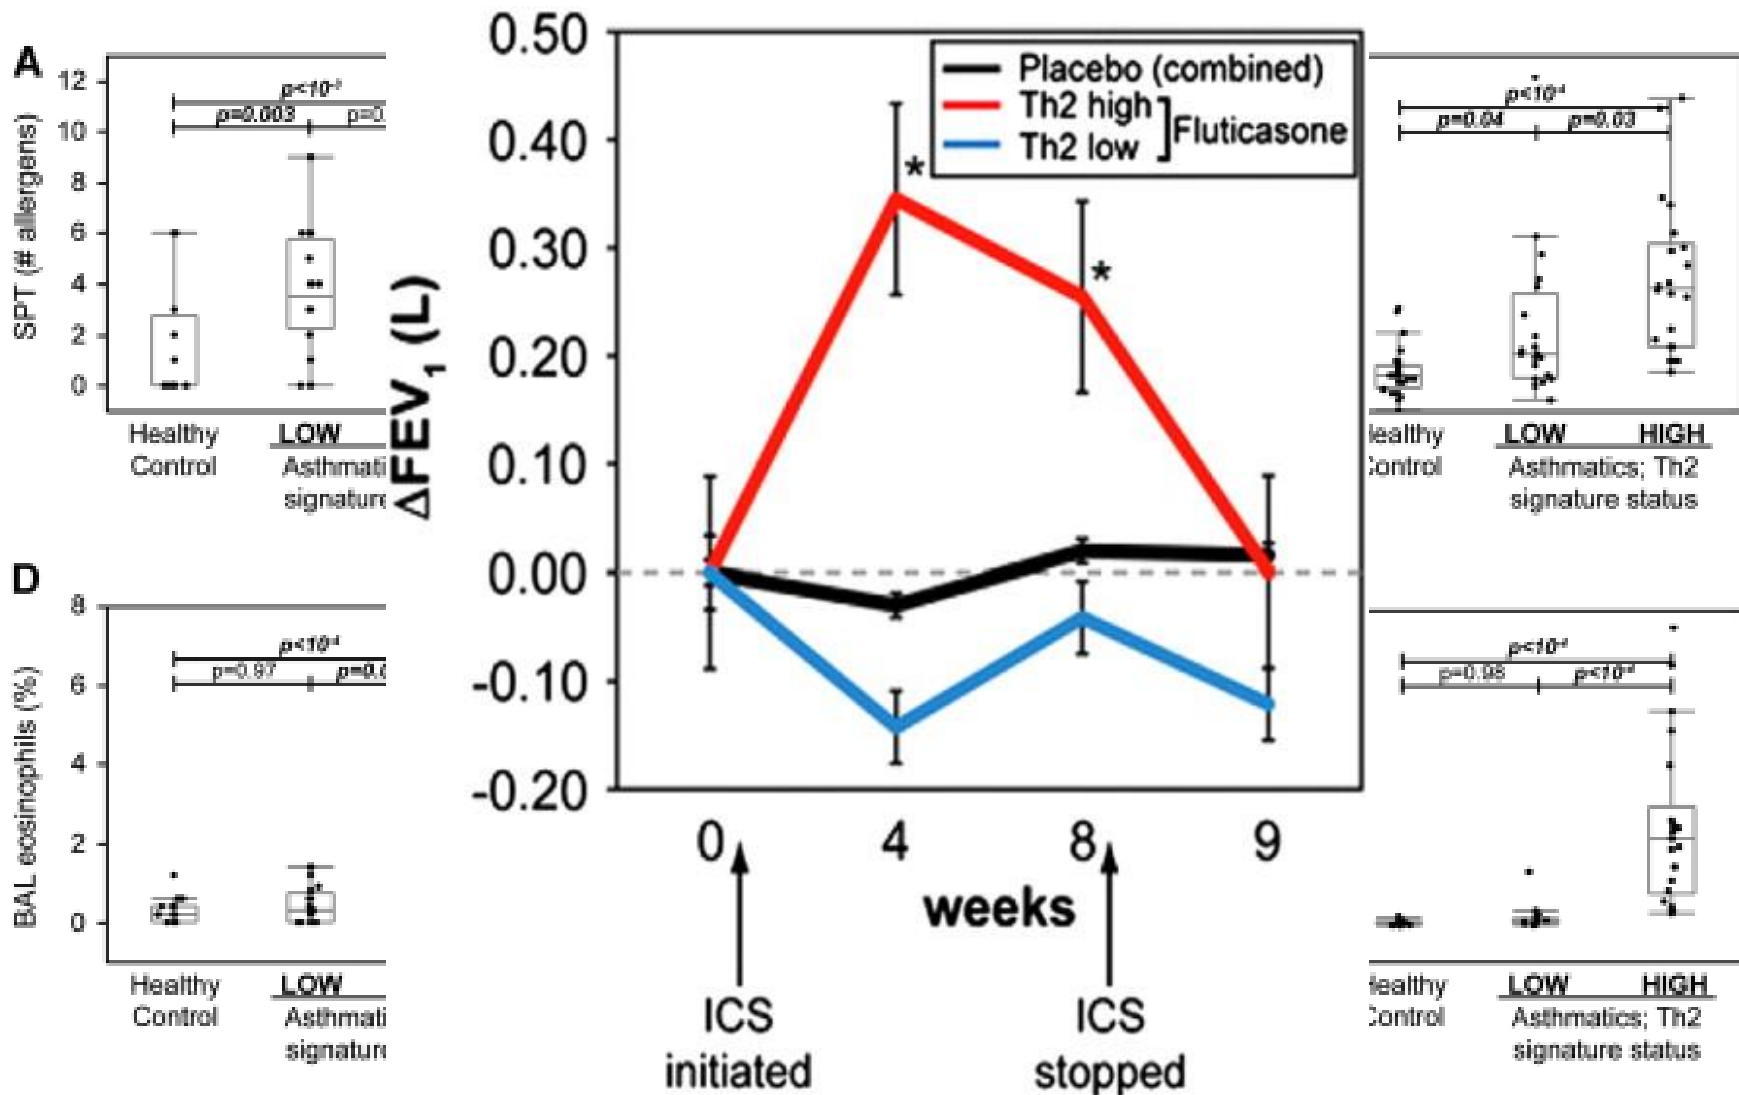 A
SPT (# allergens)
12
10
8
6
4
2
0
p=0.003
Healthy
Control
LOW
D
BAL eosinophils (%)
8
6
4
2
0
p<10⁻⁴
p=0.97
Healthy
Control
LOW
ΔFEV₁ (L)
0.50
0.40
0.30
0.20
0.10
0.00
-0.10
-0.20
Placebo (combined)
Th2 high
Th2 low
Fluticasone
*
*
0 4 8 9
weeks
ICS
initiated
ICS
stopped
p<10⁻⁴
p=0.04 p=0.03
LOW HIGH
Asthmatics; Th2
signature status
p<10⁻⁴
p=0.98 p<10⁻⁴
LOW HIGH
Asthmatics; Th2
signature status